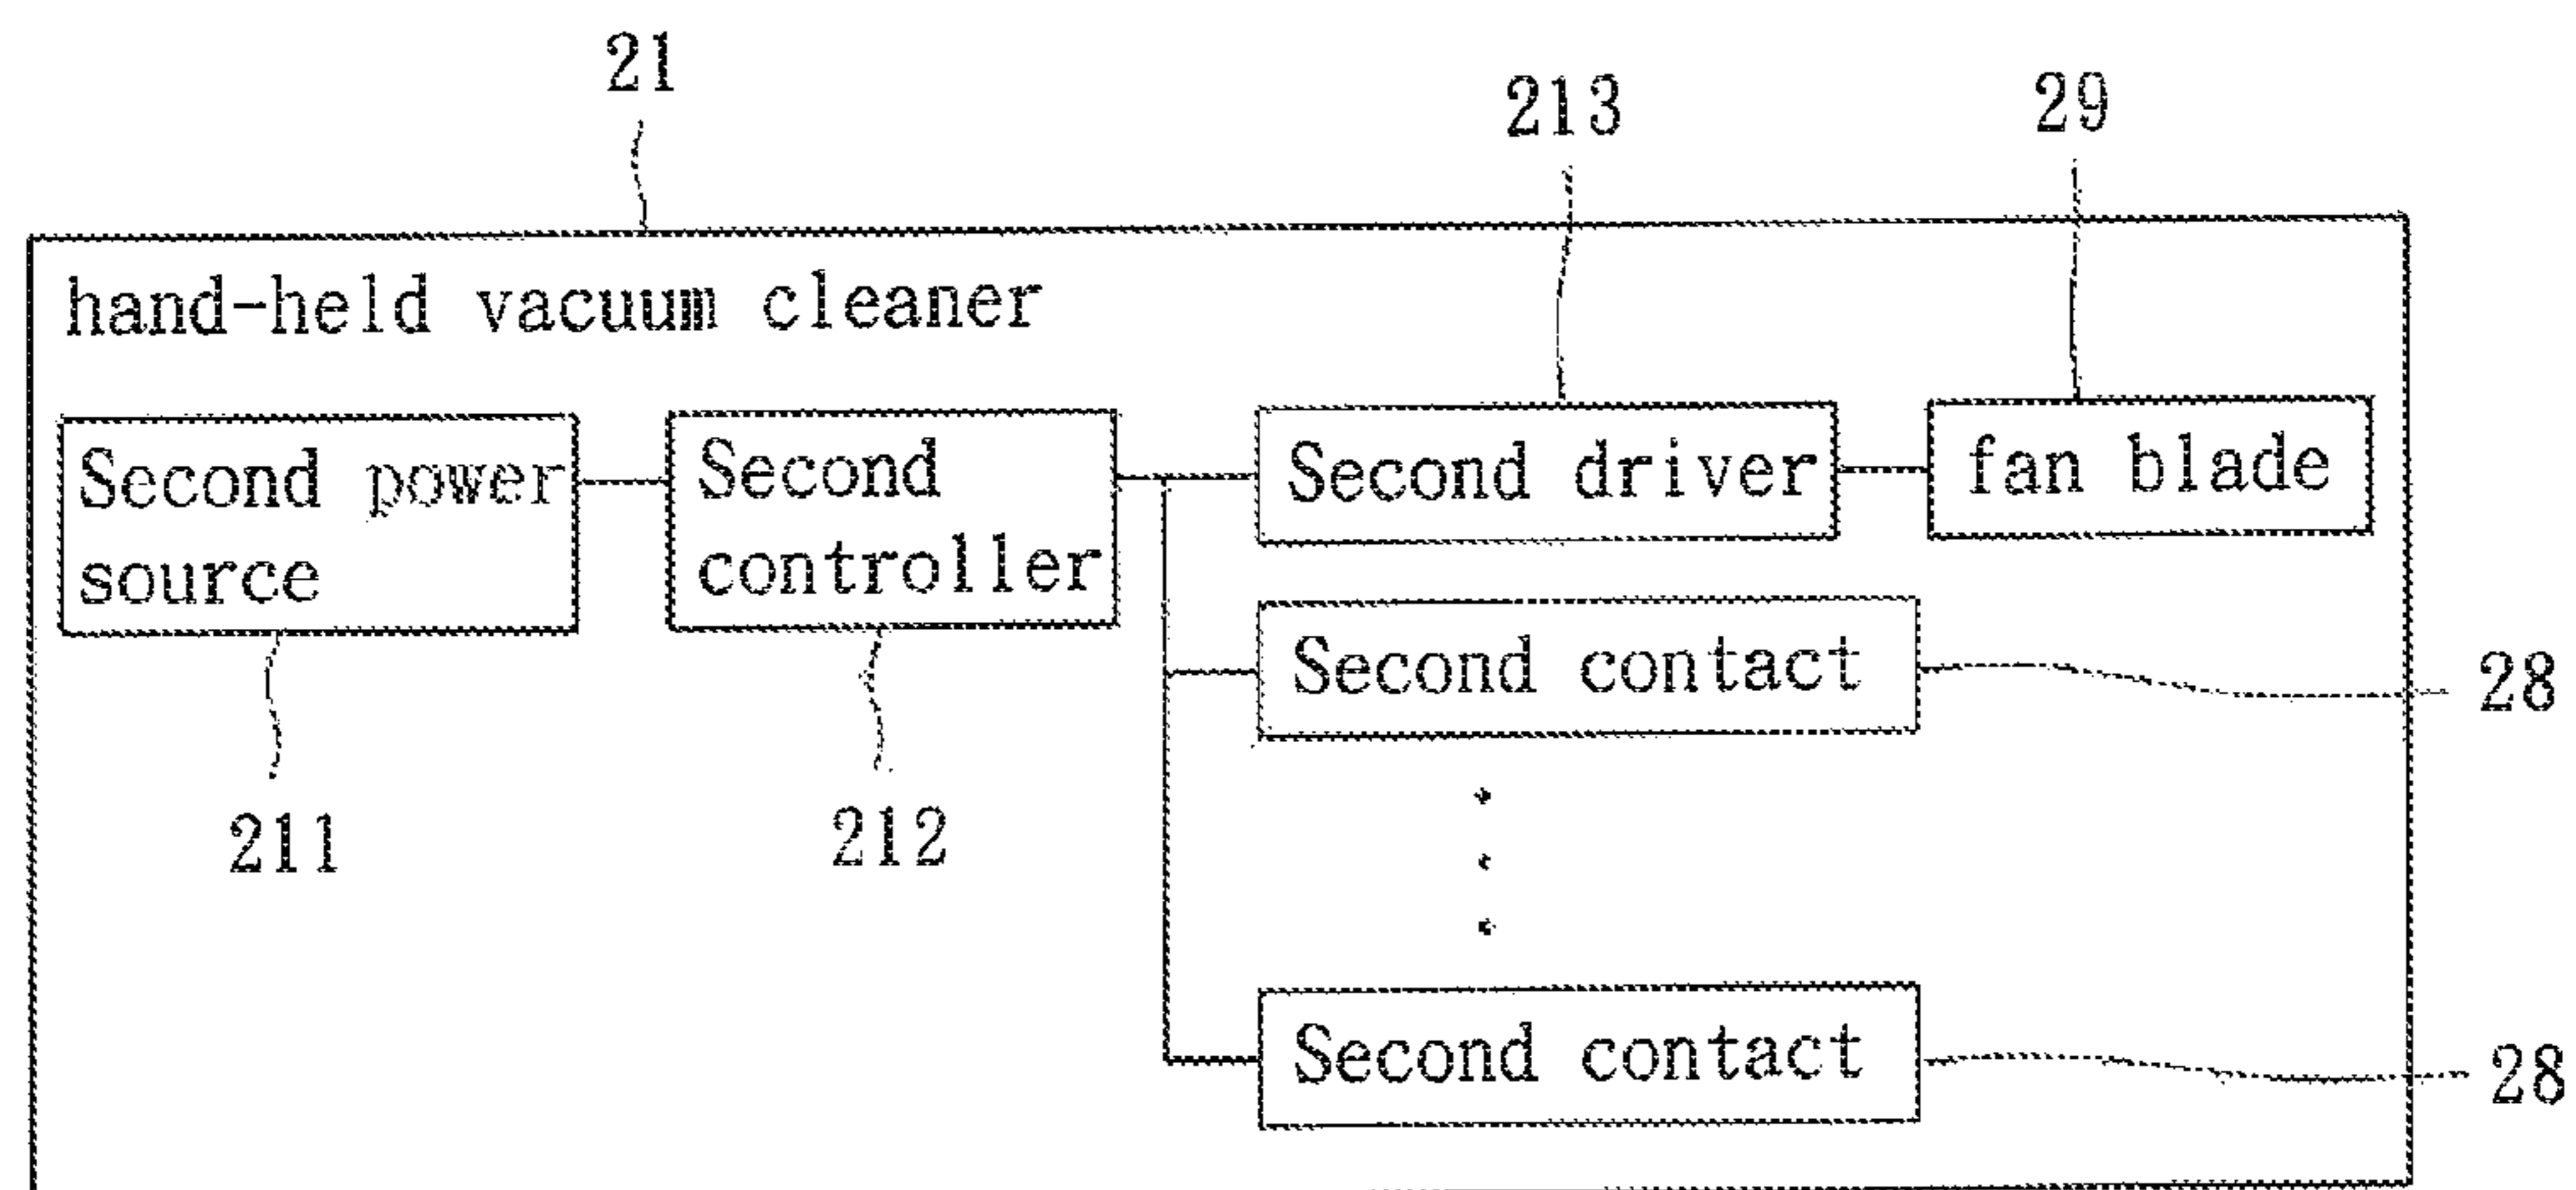 21
213
29
hand-held vacuum cleaner
Second power
source
Second
controller
Second driver
fan blade
Second contact
28
211
212
Second contact
28